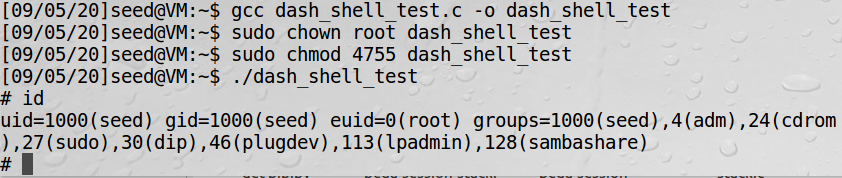 [09/05/20]seed@VM:~$ gcc dash_shell_test.c -o dash_shell_test
[09/05/20]seed@VM:~$ sudo chown root dash_shell_test
[09/05/20]seed@VM:~$ sudo chmod 4755 dash_shell_test
[09/05/20]seed@VM:~$ ./dash_shell_test
# id
uid=1000(seed) gid=1000(seed) euid=0(root) groups=1000(seed),4(adm),24(cdrom
),27(sudo),30(dip),46(plugdev),113(lpadmin),128(sambashare)
#